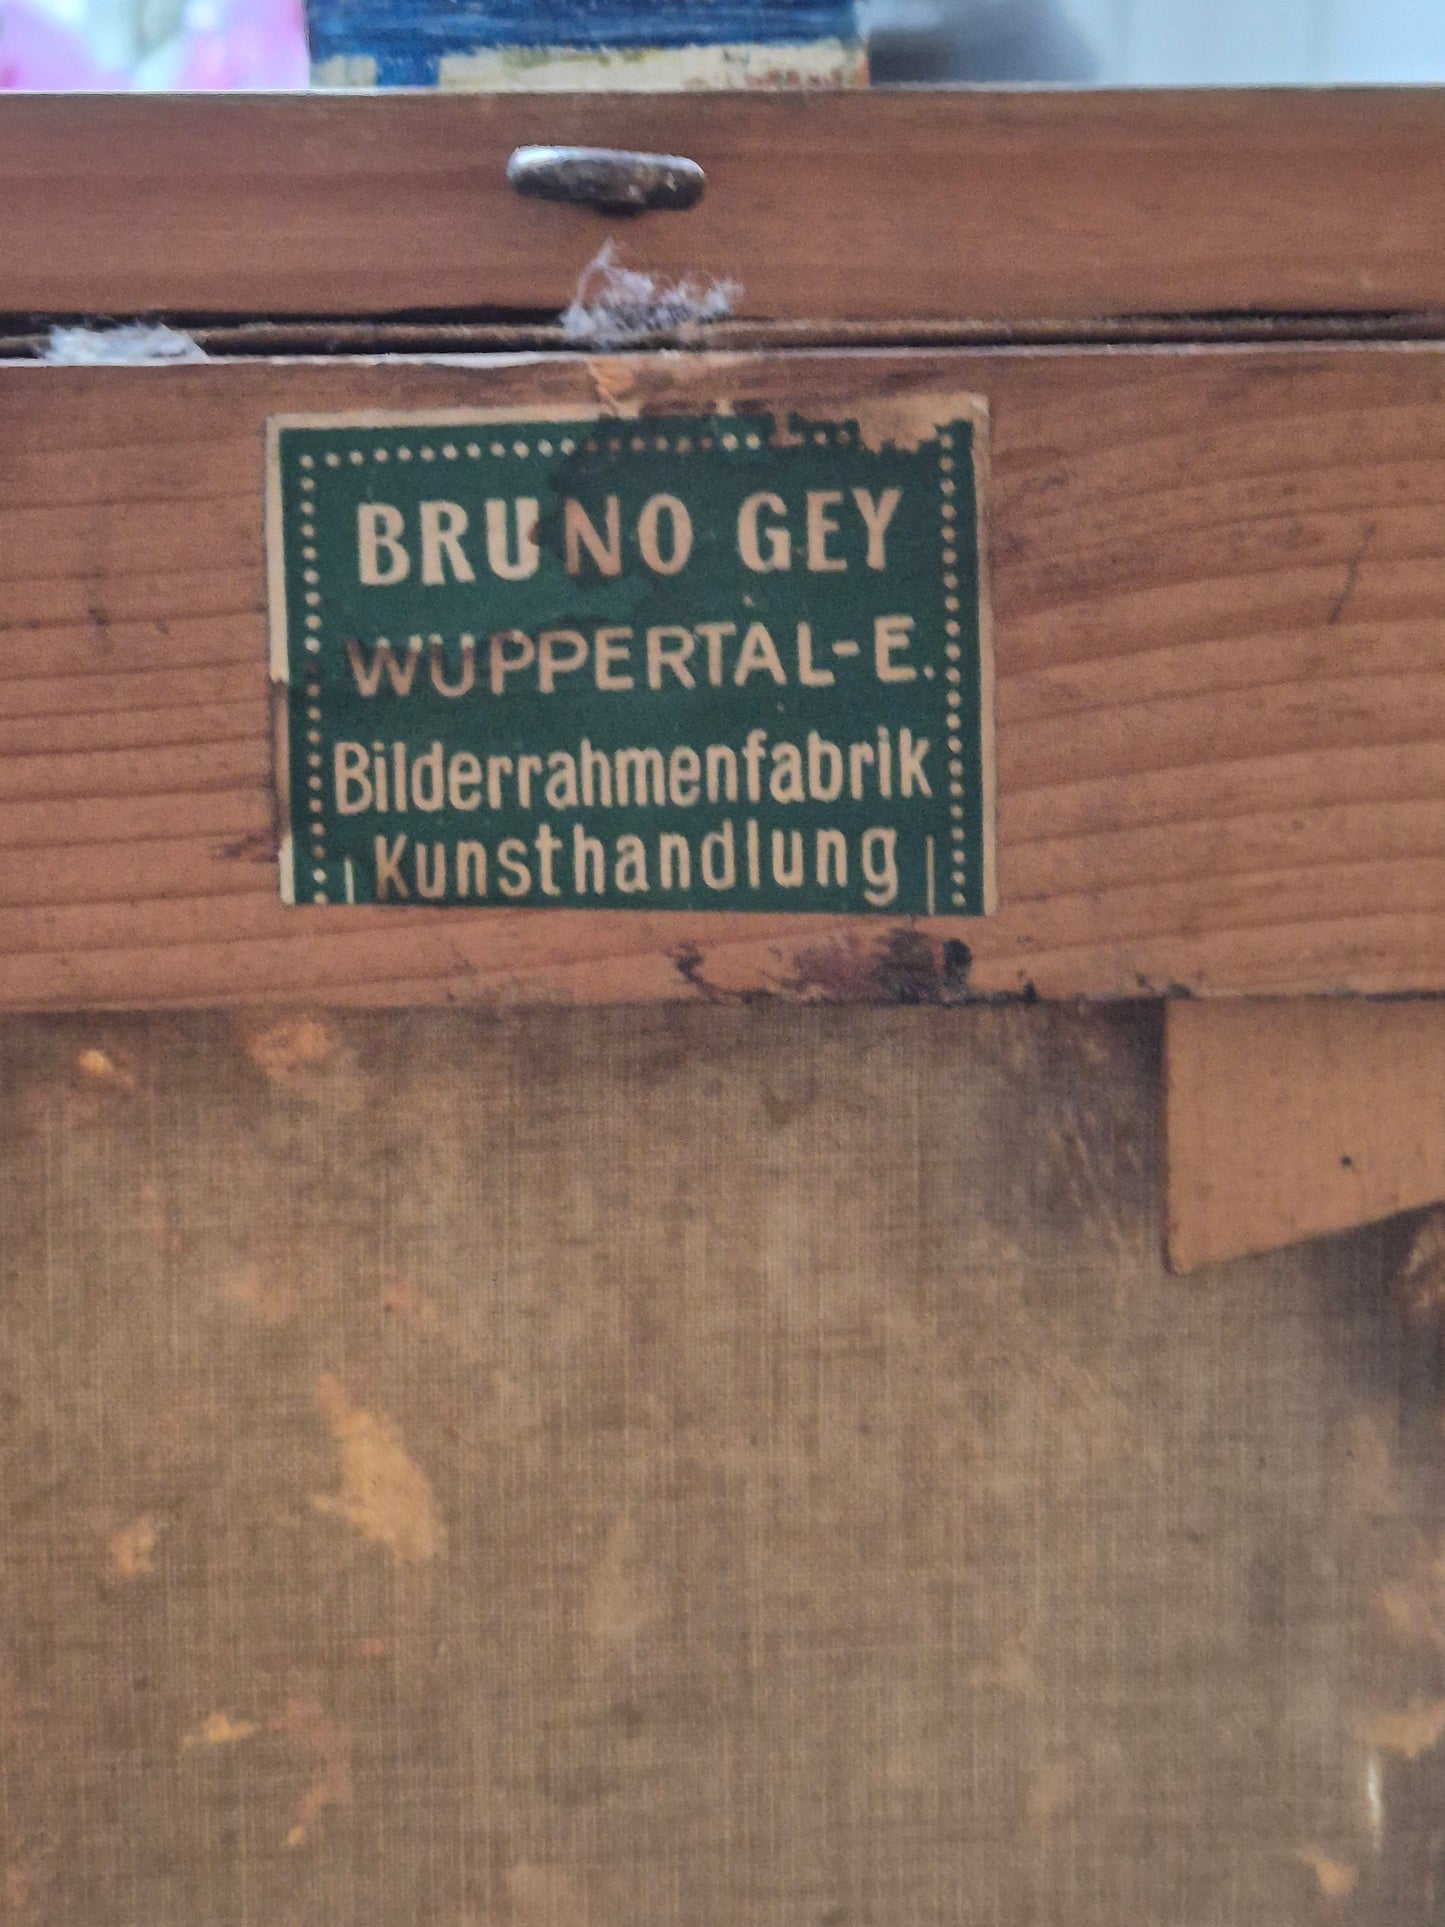 BRUNO GEY
WUPPERTAL-E.
Bilderrahmenfabrik
Kunsthandlung